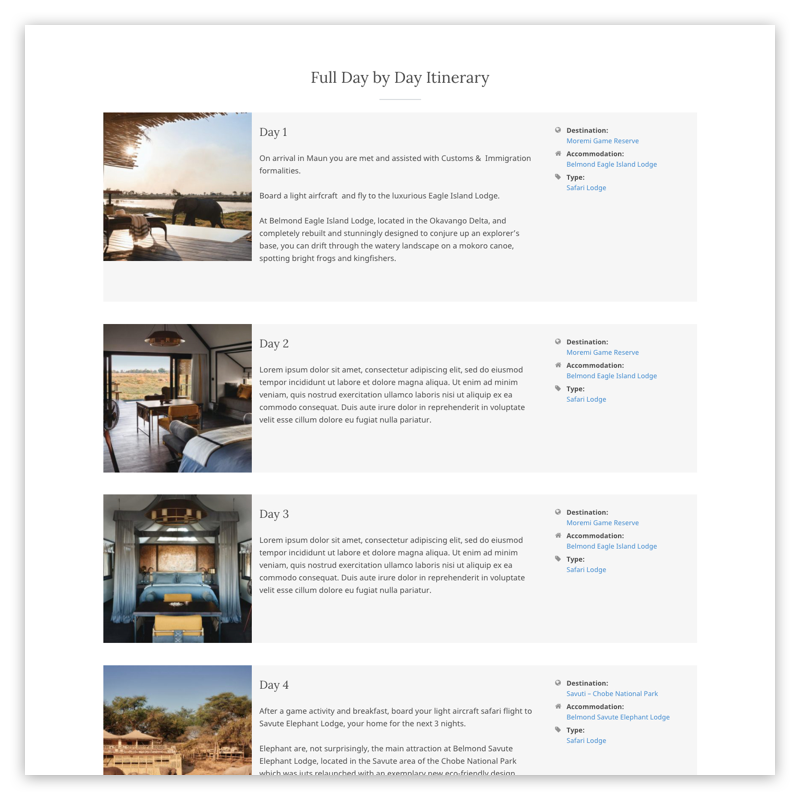 Full Day by Day Itinerary
Day 1
On arrival in Maun you are met and assisted with Customs &  Immigration
formalities.
Board a light airfcraft  and fly to the luxurious Eagle Island Lodge.
At Belmond Eagle Island Lodge, located in the Okavango Delta, and
completely rebuilt and stunningly designed to conjure up an explorer's
base, you can drift through the watery landscape on a mokoro canoe,
spotting bright frogs and kingfishers.
Destination:
Moremi Game Reserve
Accommodation:
Belmond Eagle Island Lodge
Type:
Safari Lodge
Day 2
Lorem ipsum dolor sit amet, consectetur adipiscing elit, sed do eiusmod
tempor incididunt ut labore et dolore magna aliqua. Ut enim ad minim
veniam, quis nostrud exercitation ullamco laboris nisi ut aliquip ex ea
commodo consequat. Duis aute irure dolor in reprehenderit in voluptate
velit esse cillum dolore eu fugiat nulla pariatur.
Destination:
Moremi Game Reserve
Accommodation:
Belmond Eagle Island Lodge
Type:
Safari Lodge
Day 3
Lorem ipsum dolor sit amet, consectetur adipiscing elit, sed do eiusmod
tempor incididunt ut labore et dolore magna aliqua. Ut enim ad minim
veniam, quis nostrud exercitation ullamco laboris nisi ut aliquip ex ea
commodo consequat. Duis aute irure dolor in reprehenderit in voluptate
velit esse cillum dolore eu fugiat nulla pariatur.
Destination:
Moremi Game Reserve
Accommodation:
Belmond Eagle Island Lodge
Type:
Safari Lodge
Day 4
After a game activity and breakfast, board your light aircraft safari flight to
Savute Elephant Lodge, your home for the next 3 nights.
Elephant are, not surprisingly, the main attraction at Belmond Savute
Elephant Lodge, located in the Savute area of the Chobe National Park
which was juts relaunched with an exemplary new eco-friendly design
Destination:
Savuti – Chobe National Park
Accommodation:
Belmond Savute Elephant Lodge
Type:
Safari Lodge